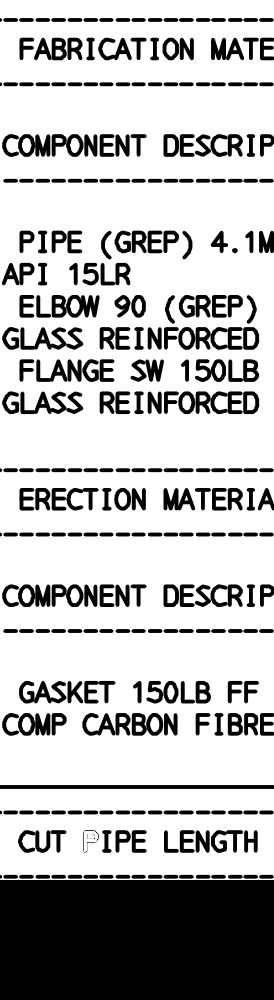 FABRICATION MATE
COMPONENT DESCRIP
PIPE (GREP) 4.1M
API 15LR
ELBOW 90 (GREP)
GLASS REINFORCED
FLANGE SW 150LB
GLASS REINFORCED
ERECTION MATERIA
COMPONENT DESCRIP
GASKET 150LB FF
COMP CARBON FIBRE
CUT PIPE LENGTH